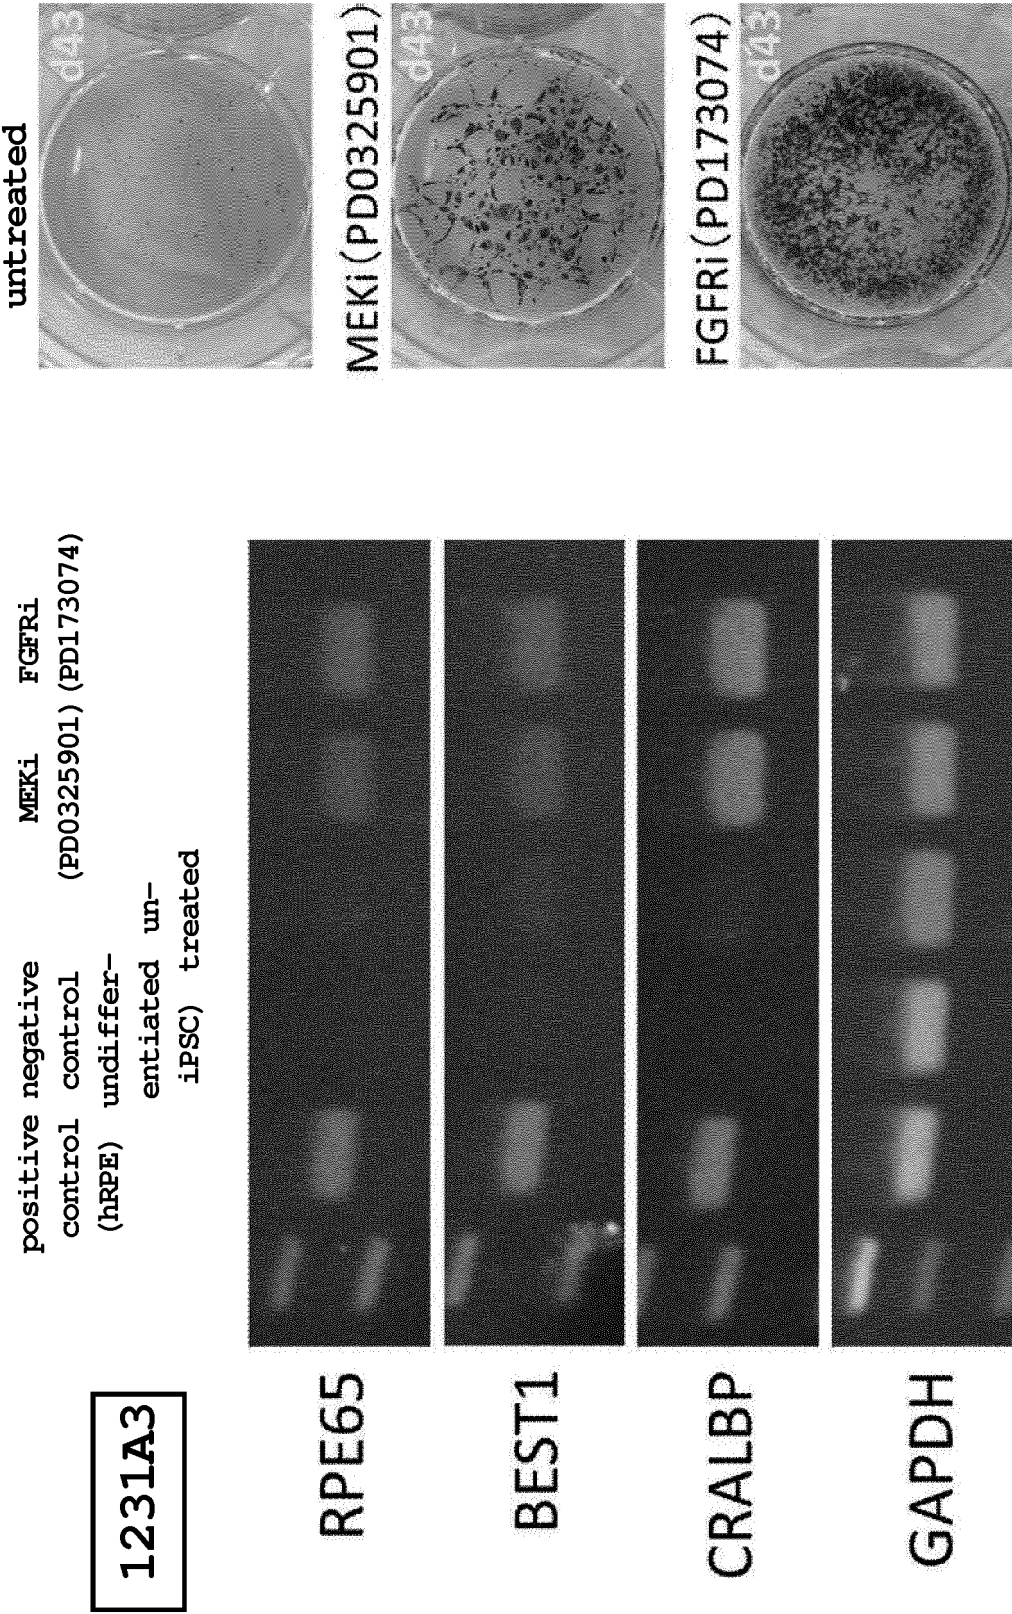 1231A3
positive negative
control control
(hRPE) undiffer-
entiated un-
iPSC) treated
MEKi FGFRi
(PD0325901) (PD173074)
RPE65
BEST1
CRALBP
GAPDH
untreated
d43
MEKi(PD0325901)
d43
FGFRi(PD173074)
d43